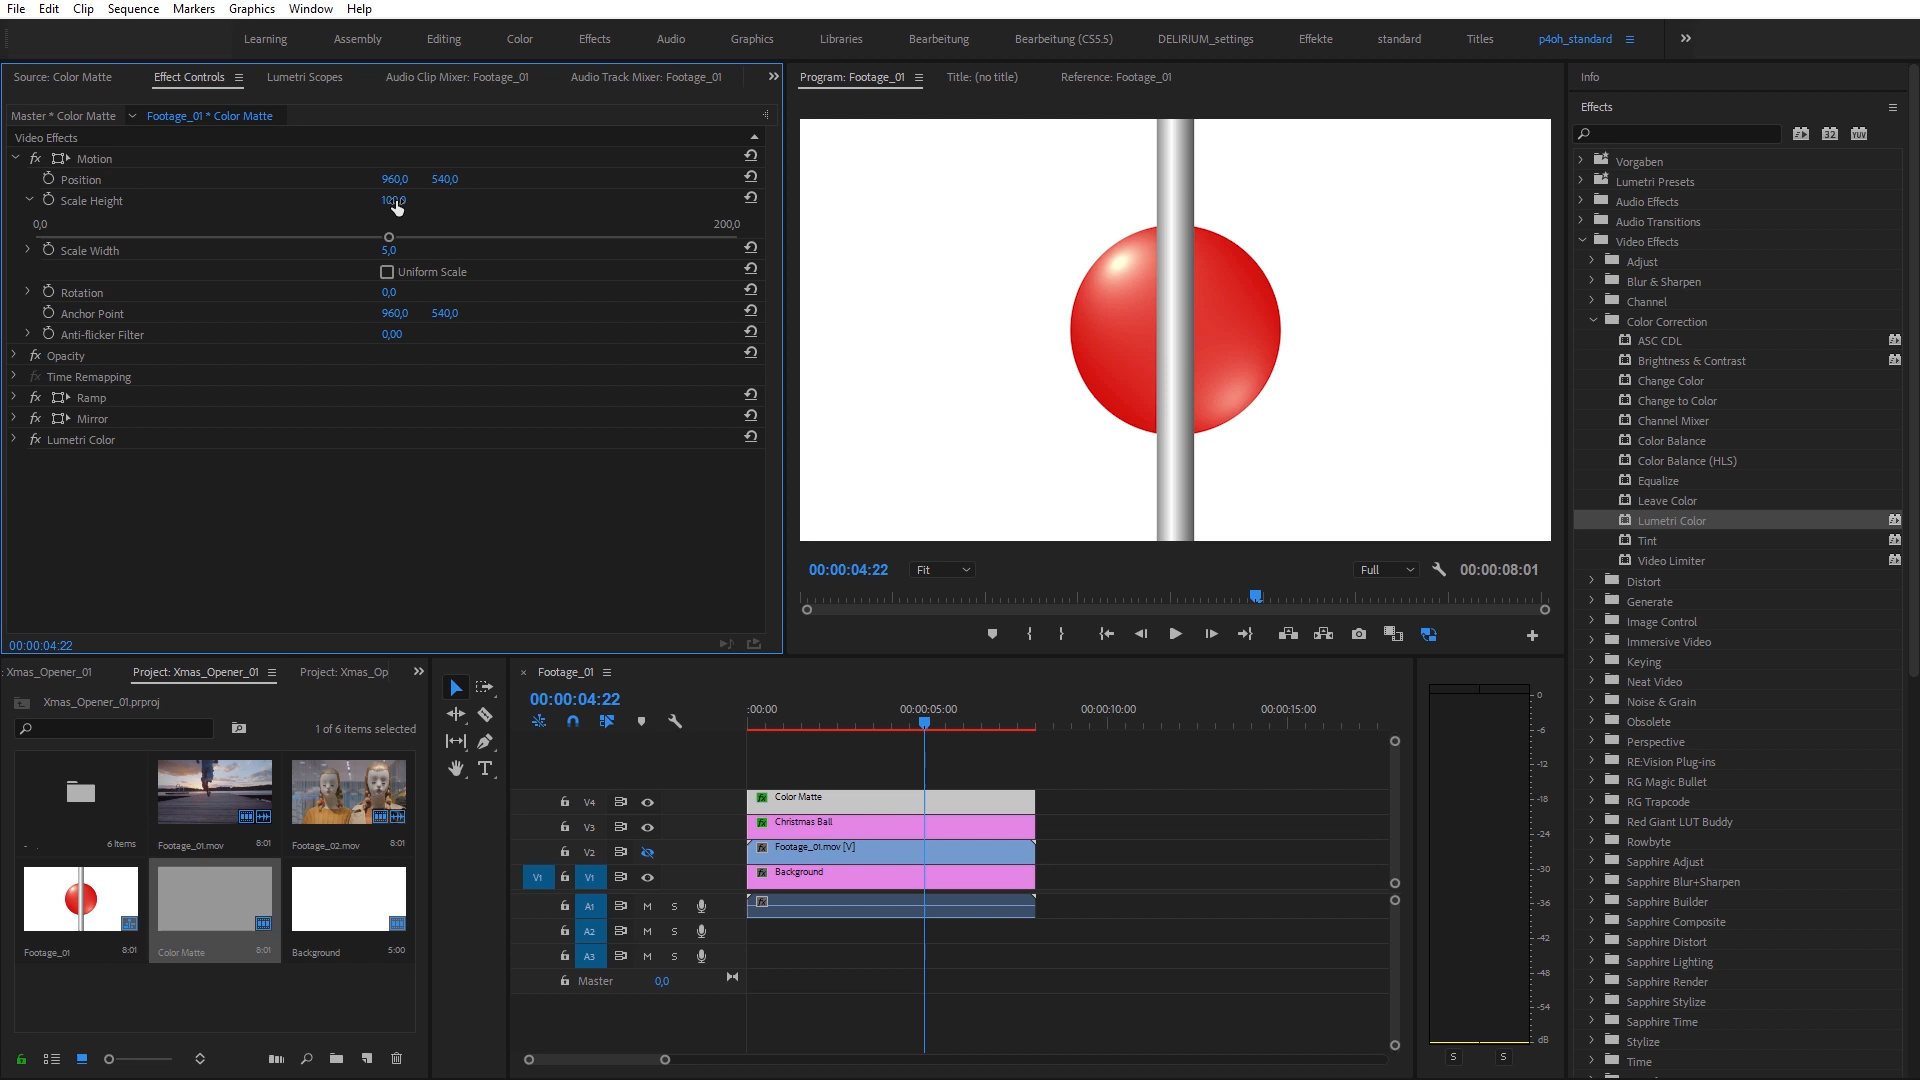 File Edit Clip Sequence Markers Graphics Window Help
Learning Assembly Editing Color Effects Audio Graphics Libraries Bearbeitung Bearbeitung (CS5.5) DELIRIUM_settings Effekte standard Titles p4oh_standard
Source: Color Matte Effect Controls Lumetri Scopes Audio Clip Mixer: Footage_01 Audio Track Mixer: Footage_01
Master * Color Matte Footage_01 * Color Matte
Video Effects
fx Motion
Position 960,0 540,0
Scale Height 100,0
0,0 200,0
Scale Width 5,0
Uniform Scale
Rotation 0,0
Anchor Point 960,0 540,0
Anti-flicker Filter 0,00
fx Opacity
fx Time Remapping
fx Ramp
fx Mirror
fx Lumetri Color
00:00:04:22
Program: Footage_01 Title: (no title) Reference: Footage_01
00:00:04:22 Fit Full 00:00:08:01
Info
Effects
32 YUV
Vorgaben
Lumetri Presets
Audio Effects
Audio Transitions
Video Effects
Adjust
Blur & Sharpen
Channel
Color Correction
ASC CDL
Brightness & Contrast
Change Color
Change to Color
Channel Mixer
Color Balance
Color Balance (HLS)
Equalize
Leave Color
Lumetri Color
Tint
Video Limiter
Distort
Generate
Image Control
Immersive Video
Keying
Neat Video
Noise & Grain
Obsolete
Perspective
RE:Vision Plug-ins
RG Magic Bullet
RG Trapcode
Red Giant LUT Buddy
Rowbyte
Sapphire Adjust
Sapphire Blur+Sharpen
Sapphire Builder
Sapphire Composite
Sapphire Distort
Sapphire Lighting
Sapphire Render
Sapphire Stylize
Sapphire Time
Stylize
Time
: Xmas_Opener_01 Project: Xmas_Opener_01 Project: Xmas_Op
Xmas_Opener_01.prproj
1 of 6 items selected
6 Items
Footage_01.mov 8:01
Footage_02.mov 8:01
Footage_01 8:01
Color Matte 8:01
Background 5:00
× Footage_01
00:00:04:22
:00:00 00:00:05:00 00:00:10:00 00:00:15:00
V4 fx Color Matte
V3 fx Christmas Ball
V2 fx Footage_01.mov [V]
V1 V1 fx Background
A1 M S fx
A2 M S
A3 M S
Master 0,0
0
-6
-12
-18
-24
-30
-36
-42
-48
-54
dB
S S